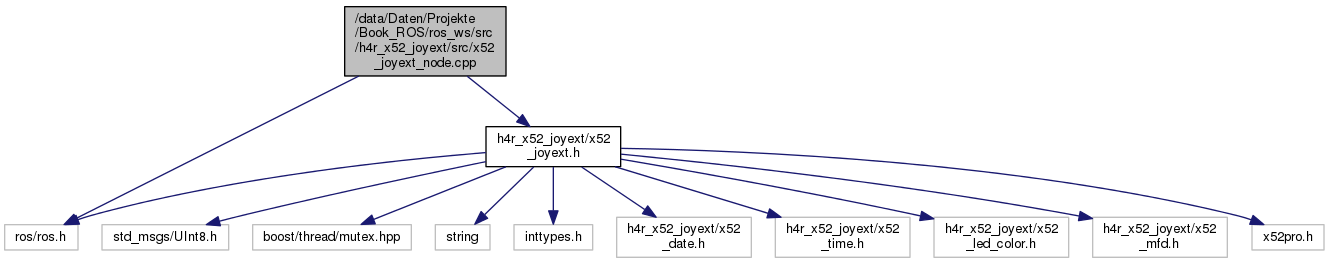 /data/Daten/Projekte
/Book_ROS/ros_ws/src
/h4r_x52_joyext/src/x52
_joyext_node.cpp
h4r_x52_joyext/x52
_joyext.h
ros/ros.h
std_msgs/UInt8.h
boost/thread/mutex.hpp
string
inttypes.h
h4r_x52_joyext/x52
_date.h
h4r_x52_joyext/x52
_time.h
h4r_x52_joyext/x52
_led_color.h
h4r_x52_joyext/x52
_mfd.h
x52pro.h